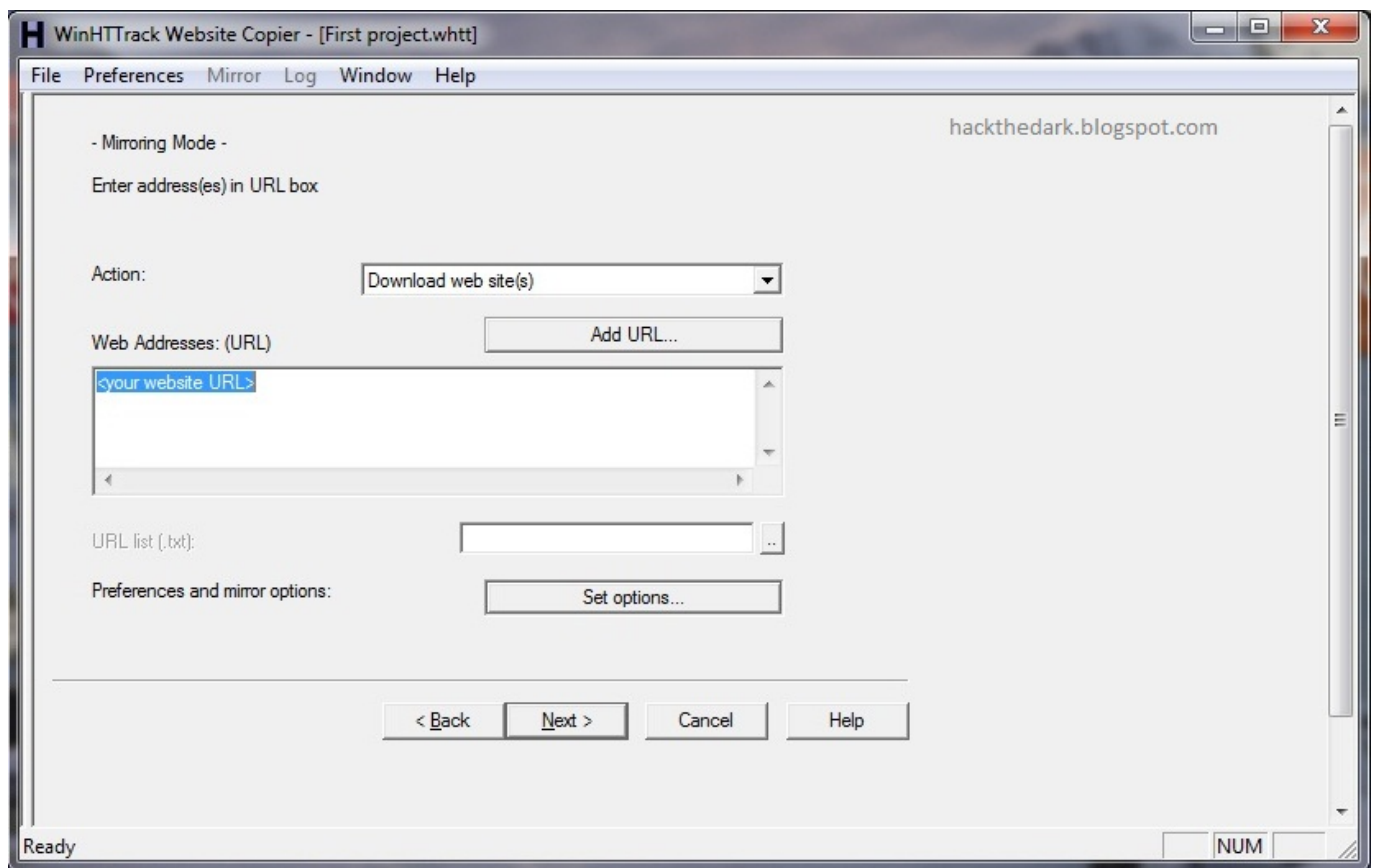 H WinHTTrack Website Copier - [First project.whtt]
File Preferences Mirror Log Window Help
hackthedark.blogspot.com
- Mirroring Mode -
Enter address(es) in URL box
Action:
Download web site(s)
Web Addresses: (URL)
Add URL...
<your website URL>
URL list (.txt):
..
Preferences and mirror options:
Set options...
< Back Next > Cancel Help
Ready
NUM